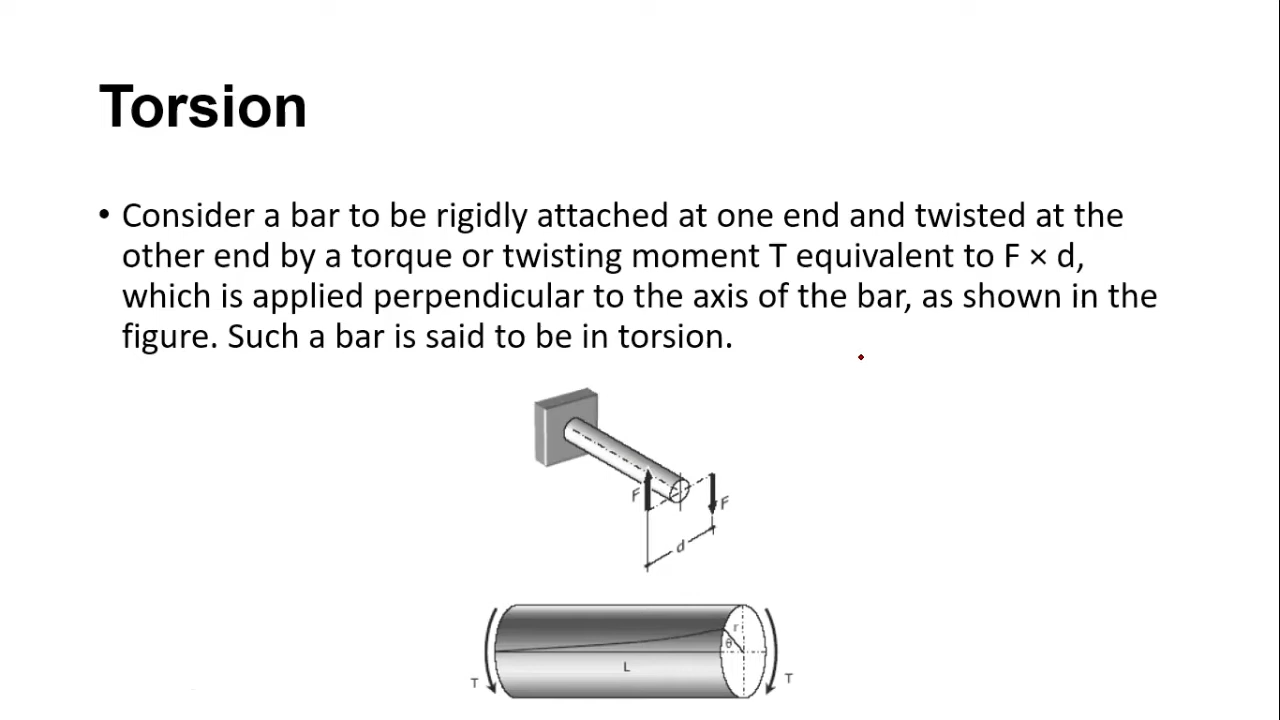 Torsion
• Consider a bar to be rigidly attached at one end and twisted at the
other end by a torque or twisting moment T equivalent to F × d,
which is applied perpendicular to the axis of the bar, as shown in the
figure. Such a bar is said to be in torsion.
F
F
d
r
θ
L
T
T